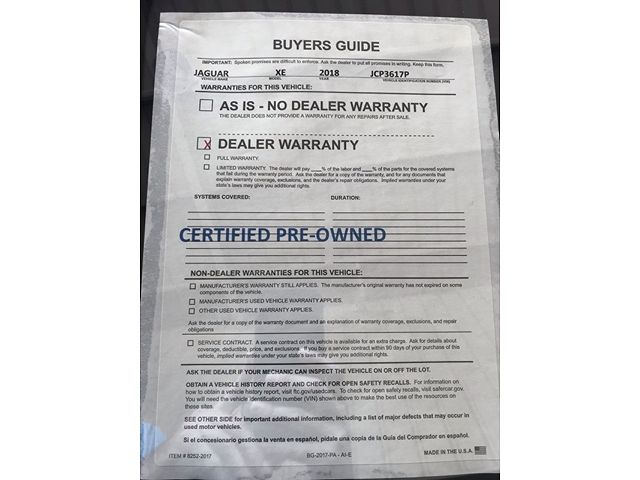 BUYERS GUIDE
IMPORTANT: Spoken promises are difficult to enforce. Ask the dealer to put all promises in writing. Keep this form.
JAGUAR XE 2018 JCP3617P
VEHICLE MAKE MODEL YEAR VEHICLE IDENTIFICATION NUMBER (VIN)
WARRANTIES FOR THIS VEHICLE:
AS IS - NO DEALER WARRANTY
THE DEALER DOES NOT PROVIDE A WARRANTY FOR ANY REPAIRS AFTER SALE.
X DEALER WARRANTY
FULL WARRANTY.
LIMITED WARRANTY. The dealer will pay ___% of the labor and ___% of the parts for the covered systems
that fail during the warranty period. Ask the dealer for a copy of the warranty, and for any documents that
explain warranty coverage, exclusions, and the dealer's repair obligations. Implied warranties under your
state's laws may give you additional rights.
SYSTEMS COVERED: DURATION:
CERTIFIED PRE-OWNED
NON-DEALER WARRANTIES FOR THIS VEHICLE:
MANUFACTURER'S WARRANTY STILL APPLIES. The manufacturer's original warranty has not expired on some
components of the vehicle.
MANUFACTURER'S USED VEHICLE WARRANTY APPLIES.
OTHER USED VEHICLE WARRANTY APPLIES.
Ask the dealer for a copy of the warranty document and an explanation of warranty coverage, exclusions, and repair
obligations
SERVICE CONTRACT. A service contract on this vehicle is available for an extra charge. Ask for details about
coverage, deductible, price, and exclusions. If you buy a service contract within 90 days of your purchase of this
vehicle, implied warranties under your state's laws may give you additional rights.
ASK THE DEALER IF YOUR MECHANIC CAN INSPECT THE VEHICLE ON OR OFF THE LOT.
OBTAIN A VEHICLE HISTORY REPORT AND CHECK FOR OPEN SAFETY RECALLS. For information on
how to obtain a vehicle history report, visit ftc.gov/usedcars. To check for open safety recalls, visit safercar.gov.
You will need the vehicle identification number (VIN) shown above to make the best use of the resources on
these sites.
SEE OTHER SIDE for important additional information, including a list of major defects that may occur in
used motor vehicles.
Si el concesionario gestiona la venta en español, pídale una copia de la Guía del Comprador en español.
ITEM # 8252-2017 BG-2017-PA - AI-E MADE IN THE U.S.A.